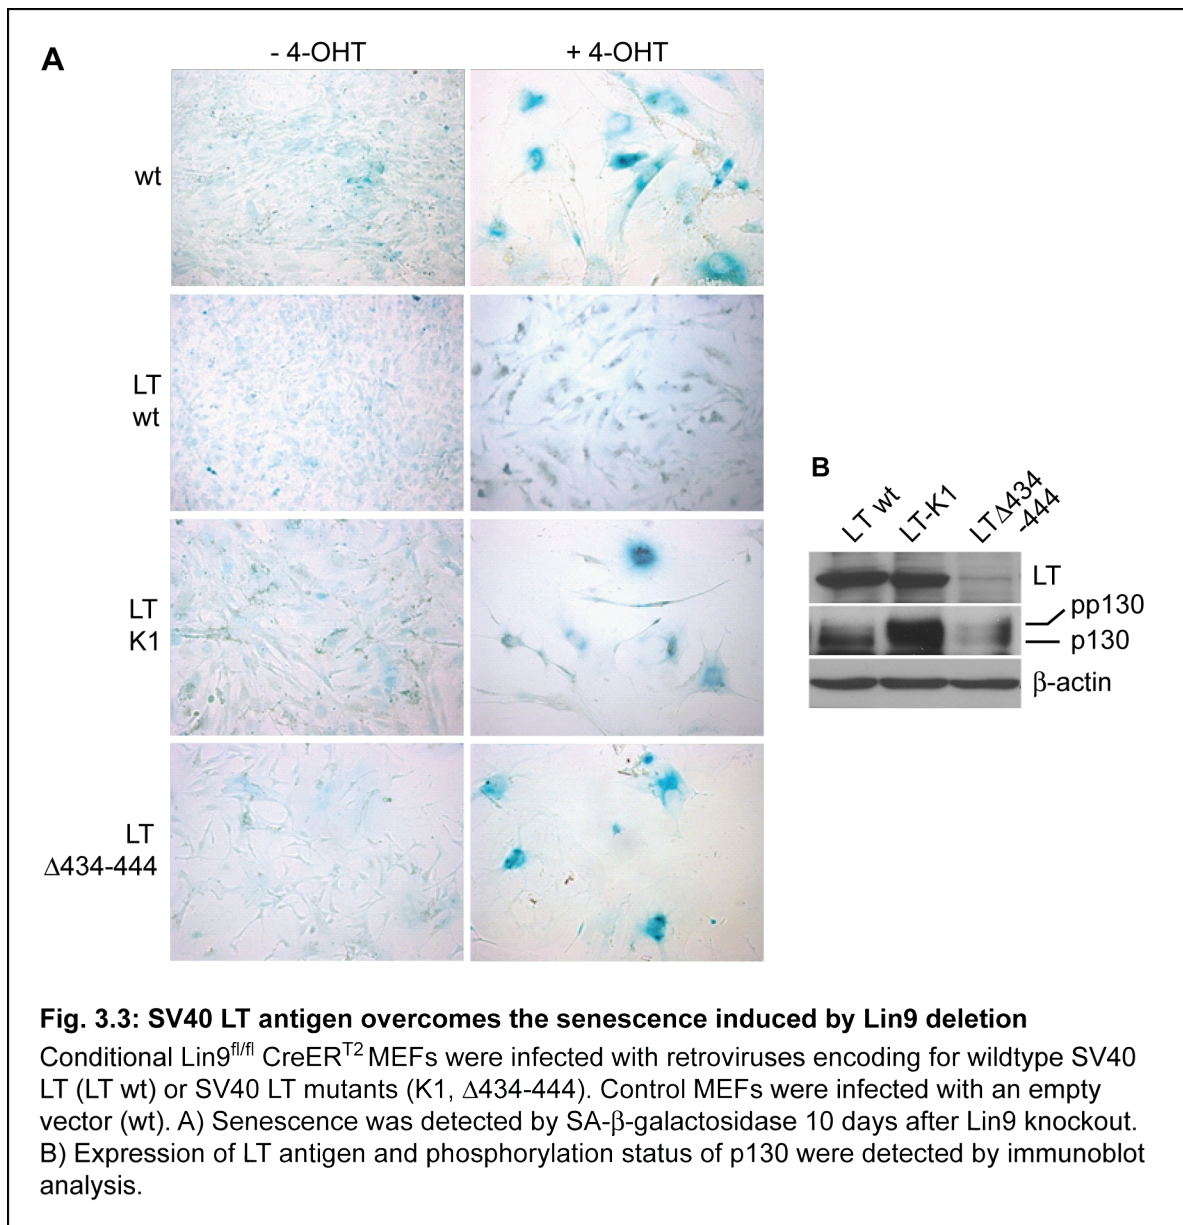 A
- 4-OHT
+ 4-OHT
wt
LT
wt
LT
K1
LT
Δ434-444
B
LT wt
LT-K1
LTΔ434
-444
LT
pp130
p130
β-actin
Fig. 3.3: SV40 LT antigen overcomes the senescence induced by Lin9 deletion
Conditional Lin9fl/fl CreERT2 MEFs were infected with retroviruses encoding for wildtype SV40
LT (LT wt) or SV40 LT mutants (K1, Δ434-444). Control MEFs were infected with an empty
vector (wt). A) Senescence was detected by SA-β-galactosidase 10 days after Lin9 knockout.
B) Expression of LT antigen and phosphorylation status of p130 were detected by immunoblot
analysis.